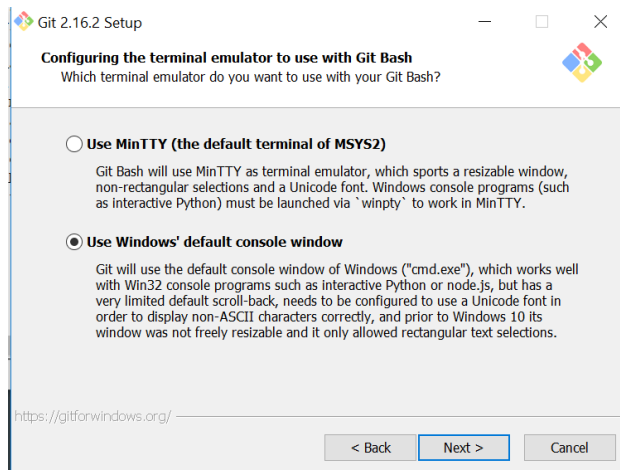 Git 2.16.2 Setup
Configuring the terminal emulator to use with Git Bash
Which terminal emulator do you want to use with your Git Bash?
Use MinTTY (the default terminal of MSYS2)
Git Bash will use MinTTY as terminal emulator, which sports a resizable window,
non-rectangular selections and a Unicode font. Windows console programs (such
as interactive Python) must be launched via `winpty` to work in MinTTY.
Use Windows' default console window
Git will use the default console window of Windows ("cmd.exe"), which works well
with Win32 console programs such as interactive Python or node.js, but has a
very limited default scroll-back, needs to be configured to use a Unicode font in
order to display non-ASCII characters correctly, and prior to Windows 10 its
window was not freely resizable and it only allowed rectangular text selections.
https://gitforwindows.org/
< Back
Next >
Cancel